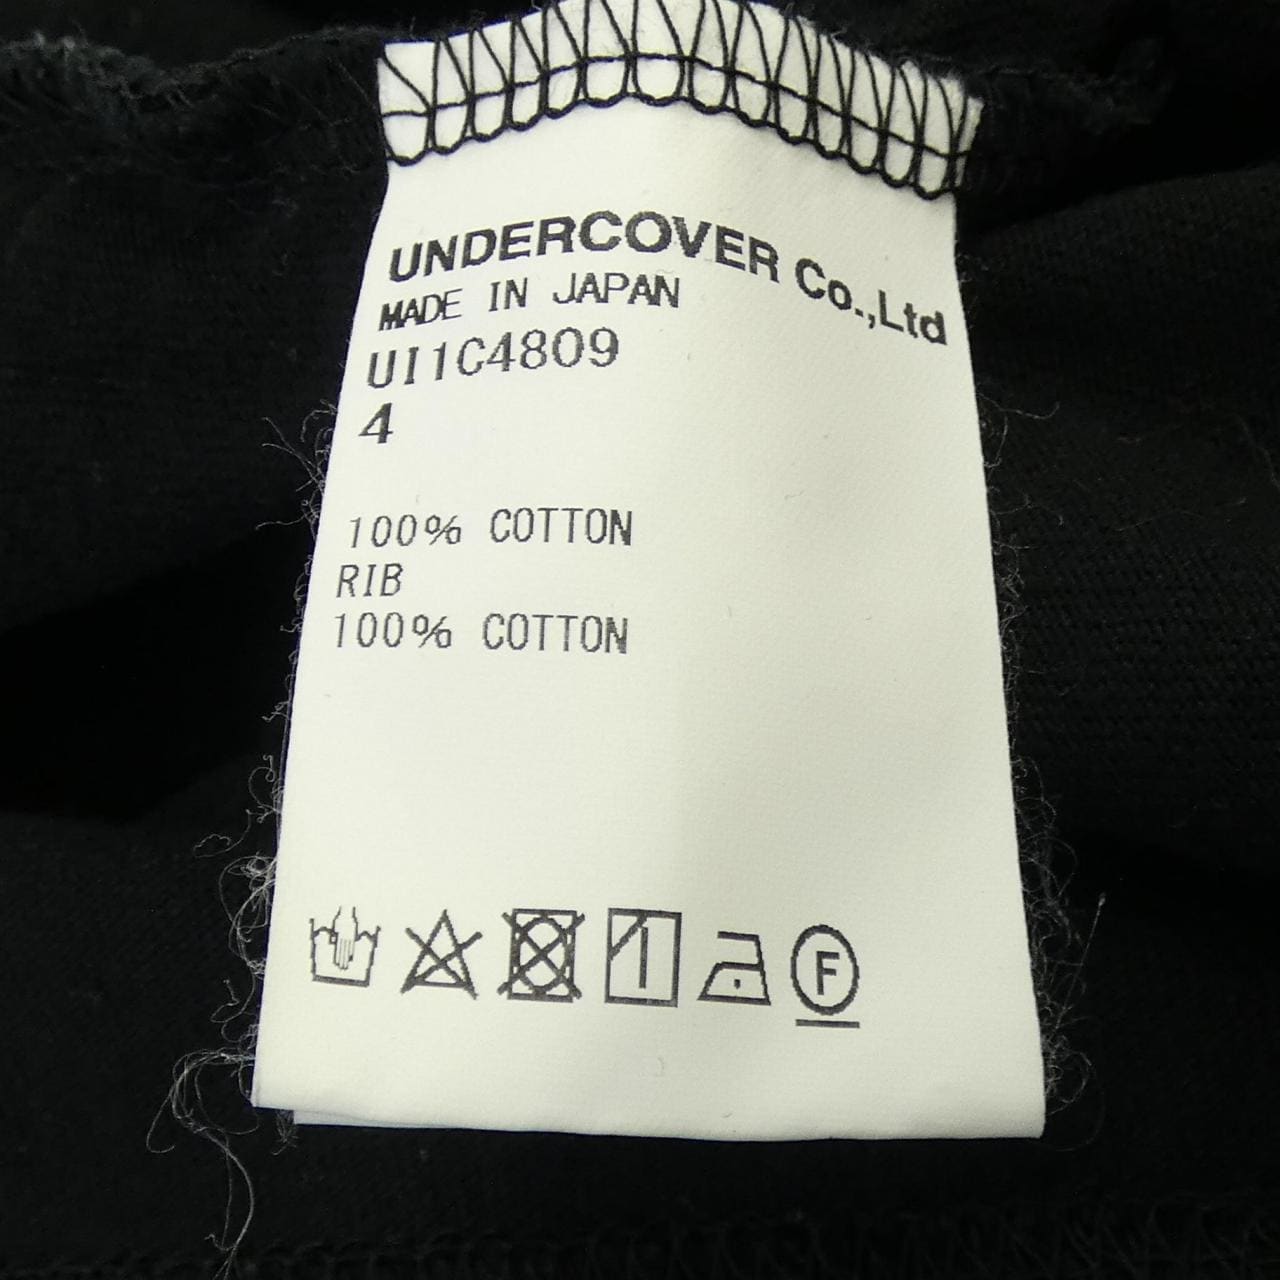 UNDERCOVER Co.,Ltd
MADE IN JAPAN
UI1C4809
4
100% COTTON
RIB
100% COTTON
F